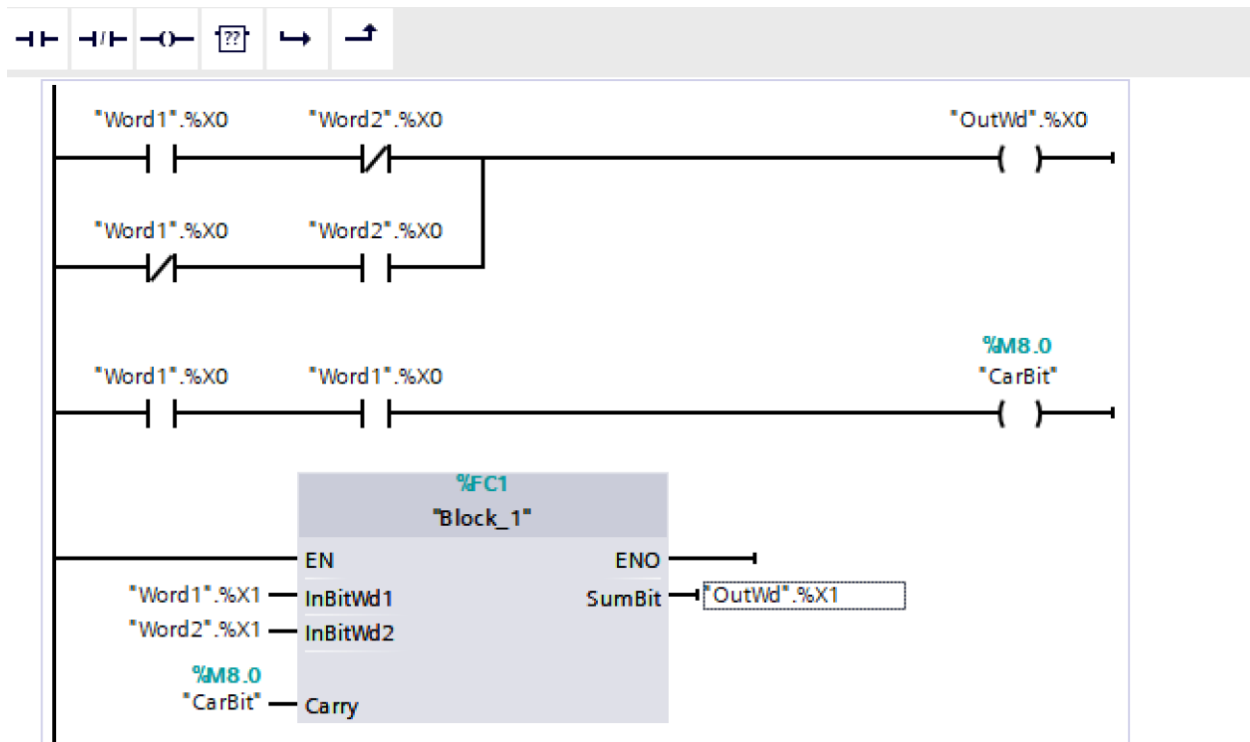 ??
"Word1".%X0 "Word2".%X0 "OutWd".%X0
"Word1".%X0 "Word2".%X0
%M8.0
"Word1".%X0 "Word1".%X0 "CarBit"
%FC1
"Block_1"
EN ENO
"Word1".%X1 InBitWd1 SumBit "OutWd".%X1
"Word2".%X1 InBitWd2
%M8.0
"CarBit" Carry